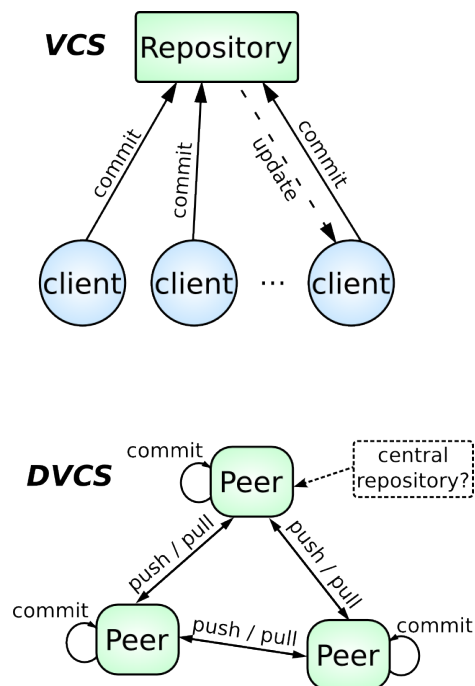 VCS
Repository
commit
commit
update
commit
client
client
...
client
DVCS
commit
Peer
central
repository?
push / pull
push / pull
commit
Peer
push / pull
Peer
commit